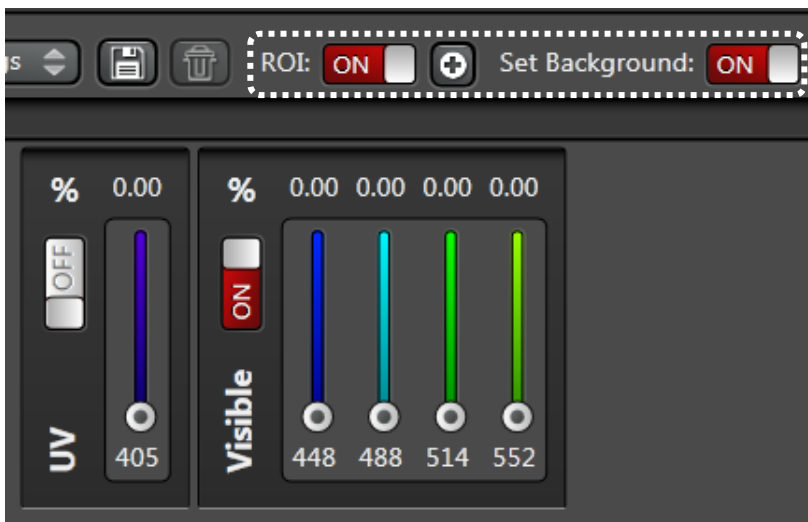 gs ROI: ON Set Background: ON
% 0.00 % 0.00 0.00 0.00 0.00
OFF ON
UV Visible
405 448 488 514 552